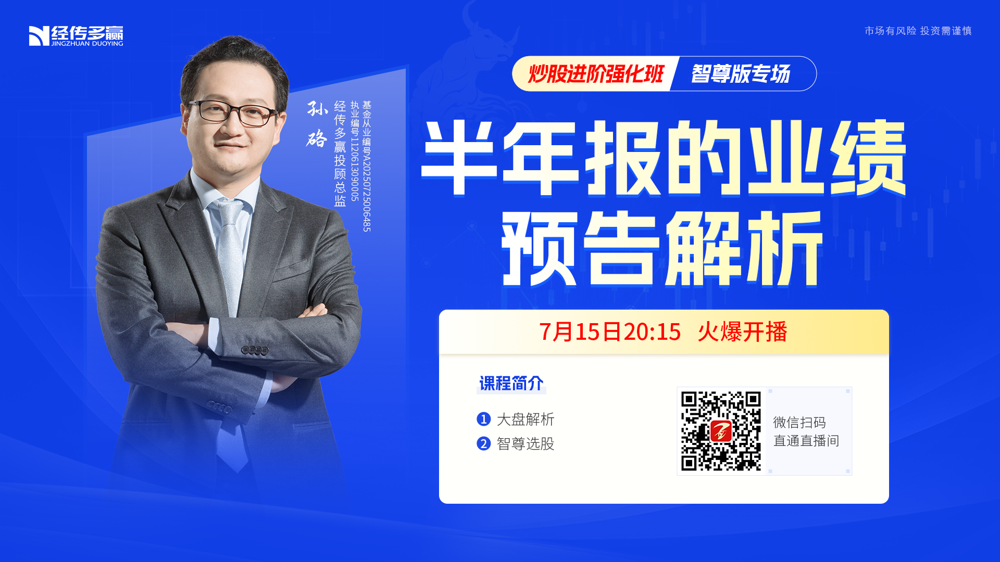 经传多赢
JINGZHUAN DUOYING
市场有风险 投资需谨慎
炒股进阶强化班 智尊版专场
孙硌
经传多赢投顾总监
执业编号1120613090005
基金从业编号A20250725006485
半年报的业绩
预告解析
7月15日20:15 火爆开播
课程简介
1 大盘解析
2 智尊选股
微信扫码
直通直播间